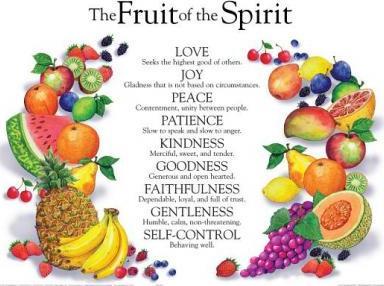 The Fruit of the Spirit
LOVE
Seeks the highest good of others.
JOY
Gladness that is not based on circumstances.
PEACE
Contentment, unity between people.
PATIENCE
Slow to speak and slow to anger.
KINDNESS
Merciful, sweet, and tender.
GOODNESS
Generous and open hearted.
FAITHFULNESS
Dependable, loyal, and full of trust.
GENTLENESS
Humble, calm, non-threatening.
SELF-CONTROL
Behaving well.